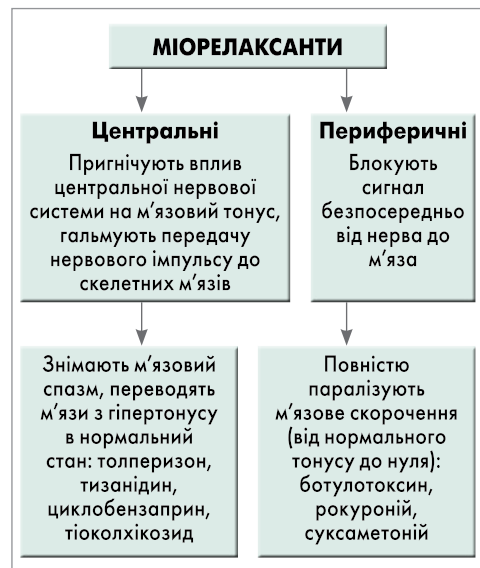 МІОРЕЛАКСАНТИ
Центральні
Пригнічують вплив
центральної нервової
системи на м’язовий тонус,
гальмують передачу
нервового імпульсу до
скелетних м’язів
Периферичні
Блокують
сигнал
безпосередньо
від нерва до
м’яза
Знімають м’язовий
спазм, переводять
м’язи з гіпертонусу
в нормальний
стан: толперизон,
тизанідин,
циклобензаприн,
тіоколхікозид
Повністю
паралізують
м’язове скорочення
(від нормального
тонусу до нуля):
ботулотоксин,
рокуроній,
суксаметоній